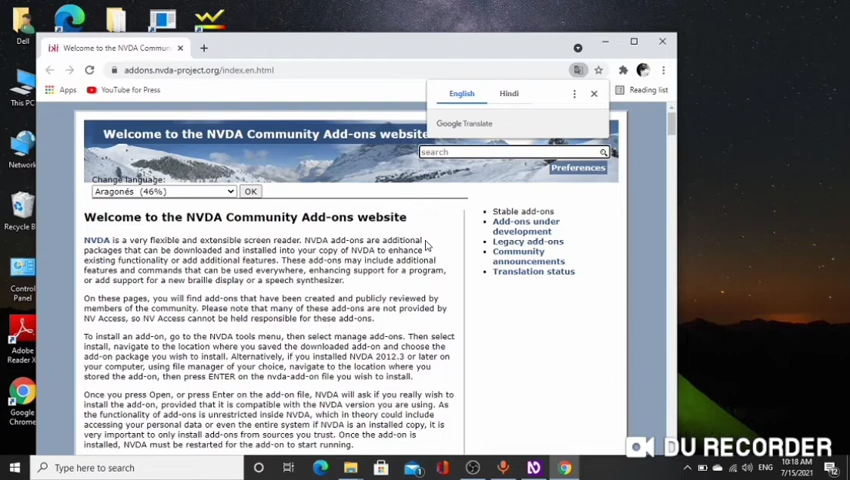 Dell
Welcome to the NVDA Commun
addons.nvda-project.org/index.en.html
Apps
YouTube for Press
Reading list
English
Hindi
Google Translate
This PC
Welcome to the NVDA Community Add-ons website
search
Preferences
Change language:
Aragonés (46%)
OK
Network
Recycle B
Control
Panel
Adobe
Reader X
Google
Chrome
Welcome to the NVDA Community Add-ons website
NVDA is a very flexible and extensible screen reader. NVDA add-ons are additional
packages that can be downloaded and installed into your copy of NVDA to enhance
existing functionality or add additional features. These add-ons may include additional
features and commands that can be used everywhere, enhancing support for a program,
or add support for a new braille display or a speech synthesizer.
On these pages, you will find add-ons that have been created and publicly reviewed by
members of the community. Please note that many of these add-ons are not provided by
NV Access, so NV Access cannot be held responsible for these add-ons.
To install an add-on, go to the NVDA tools menu, then select manage add-ons. Then select
install, navigate to the location where you saved the downloaded add-on and choose the
add-on package you wish to install. Alternatively, if you installed NVDA 2012.3 or later on
your computer, using file manager of your choice, navigate to the location where you
stored the add-on, then press ENTER on the nvda-add-on file you wish to install.
Once you press Open, or press Enter on the add-on file, NVDA will ask if you really wish to
install the add-on, provided that it is compatible with the NVDA version you are using. As
the functionality of add-ons is unrestricted inside NVDA, which in theory could include
accessing your personal data or even the entire system if NVDA is an installed copy, it is
very important to only install add-ons from sources you trust. Once the add-on is
installed, NVDA must be restarted for the add-on to start running.
Stable add-ons
Add-ons under
development
Legacy add-ons
Community
announcements
Translation status
DU RECORDER
Type here to search
ENG
10:18 AM
7/15/2021